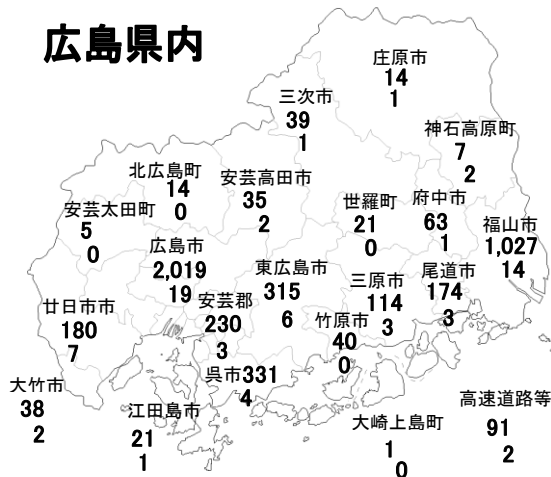 広島県内
庄原市
14
1
三次市
39
1
神石高原町
7
2
北広島町
14
0
安芸高田市
35
2
世羅町
21
0
府中市
63
1
福山市
1,027
14
安芸太田町
5
0
広島市
2,019
19
東広島市
315
6
三原市
114
3
尾道市
174
3
安芸郡
230
3
廿日市市
180
7
竹原市
40
0
呉市331
4
大竹市
38
2
江田島市
21
1
大崎上島町
1
0
高速道路等
91
2